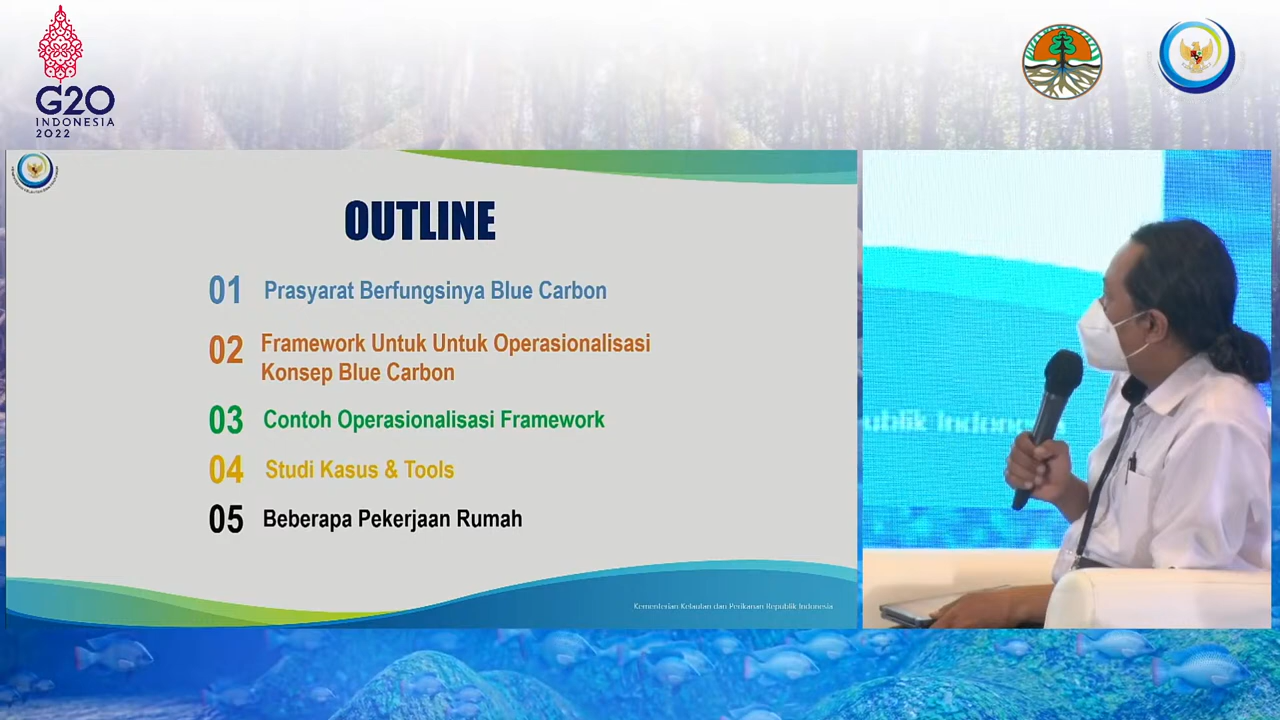 G20
INDONESIA
2022
OUTLINE
01 Prasyarat Berfungsinya Blue Carbon
02 Framework Untuk Untuk Operasionalisasi
Konsep Blue Carbon
03 Contoh Operasionalisasi Framework
04 Studi Kasus & Tools
05 Beberapa Pekerjaan Rumah
Kementerian Kelautan dan Perikanan Republik Indonesia